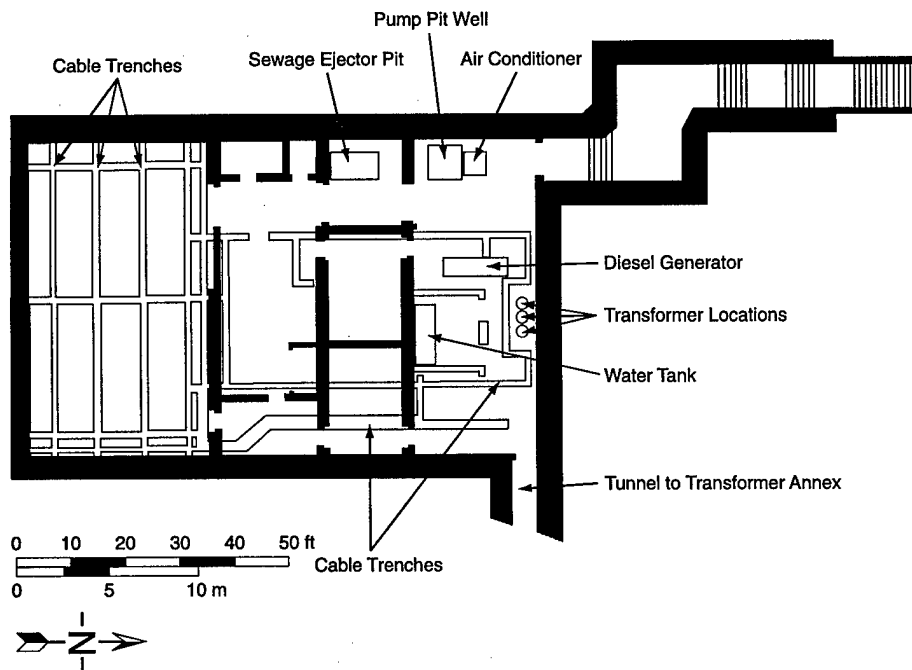 Pump Pit Well
Cable Trenches
Sewage Ejector Pit
Air Conditioner
Diesel Generator
Transformer Locations
Water Tank
Tunnel to Transformer Annex
Cable Trenches
0 10 20 30 40 50 ft
0 5 10 m
N